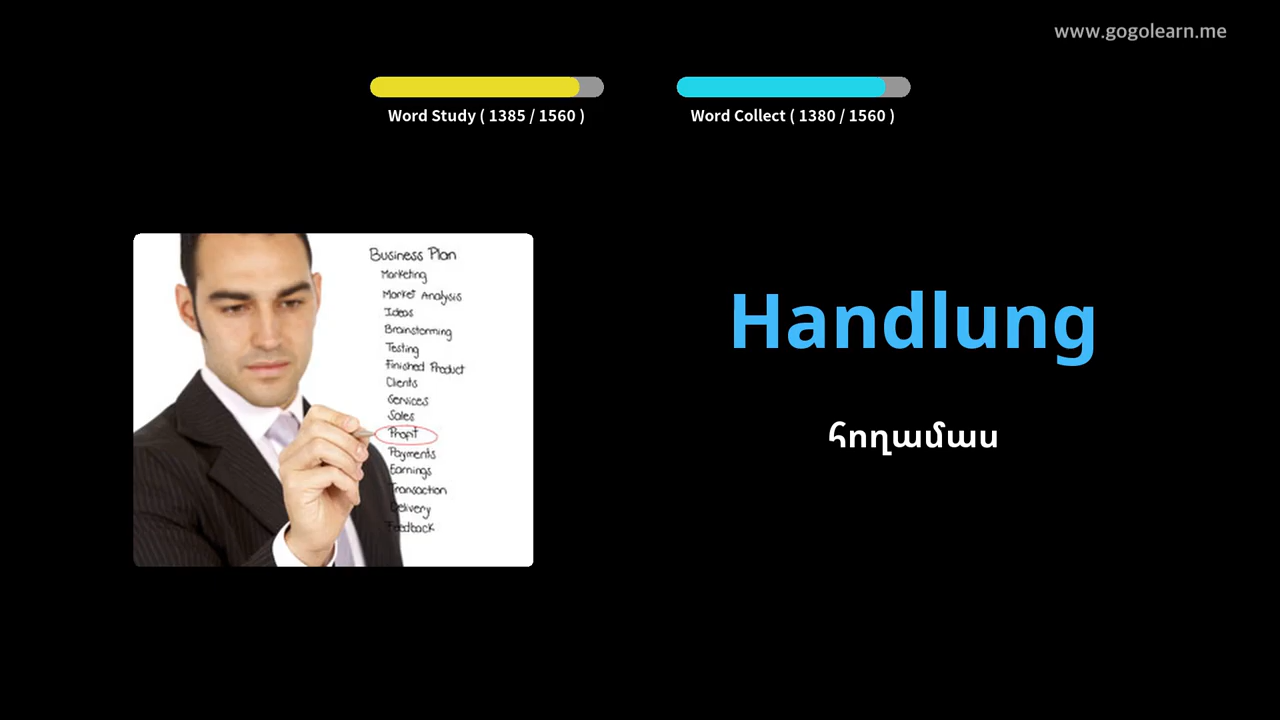 www.gogolearn.me
Word Study ( 1385 / 1560 )
Word Collect ( 1380 / 1560 )
Business Plan
Marketing
Market Analysis
Ideas
Brainstorming
Testing
Finished Product
Clients
Services
Sales
Profit
Payments
Earnings
Transaction
Delivery
Feedback
Handlung
հողամաս